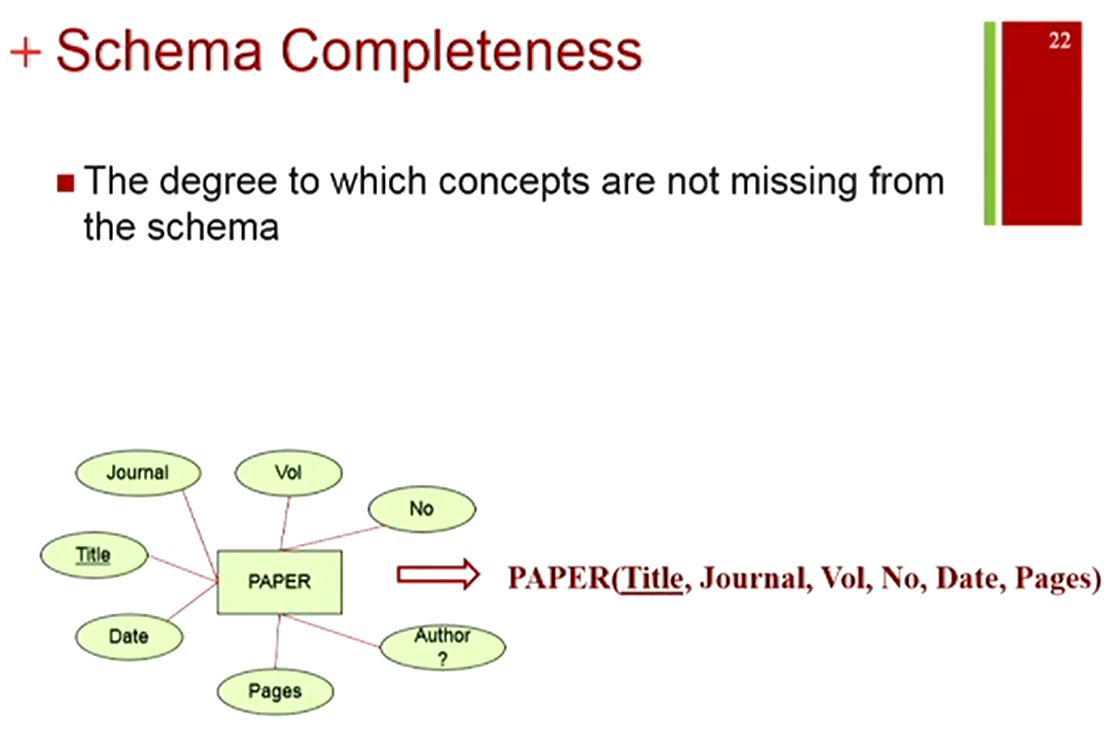 + Schema Completeness
22
■ The degree to which concepts are not missing from
the schema
Journal
Vol
No
Title
PAPER
PAPER(Title, Journal, Vol, No, Date, Pages)
Date
Author
?
Pages